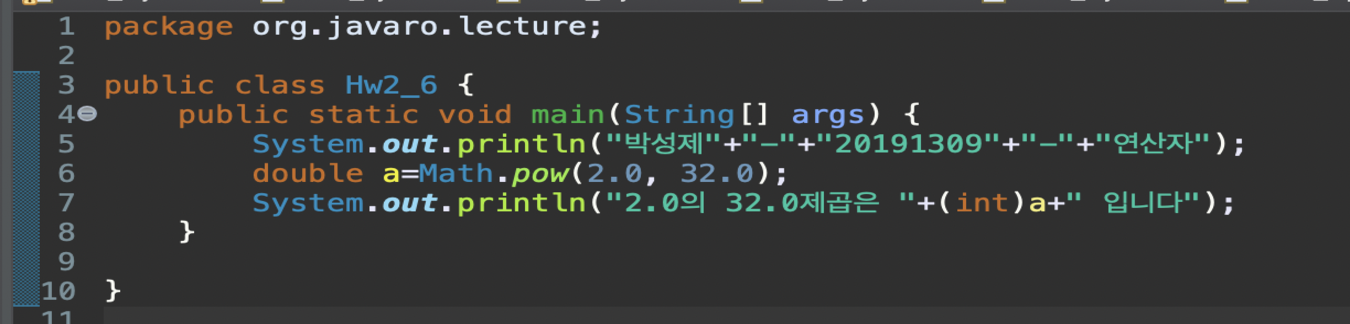 1 package org.javaro.lecture;
2
3 public class Hw2_6 {
4 public static void main(String[] args) {
5 System.out.println("박성제"+"-"+"20191309"+"-"+"연산자");
6 double a=Math.pow(2.0, 32.0);
7 System.out.println("2.0의 32.0제곱은 "+(int)a+" 입니다");
8 }
9
10 }
11